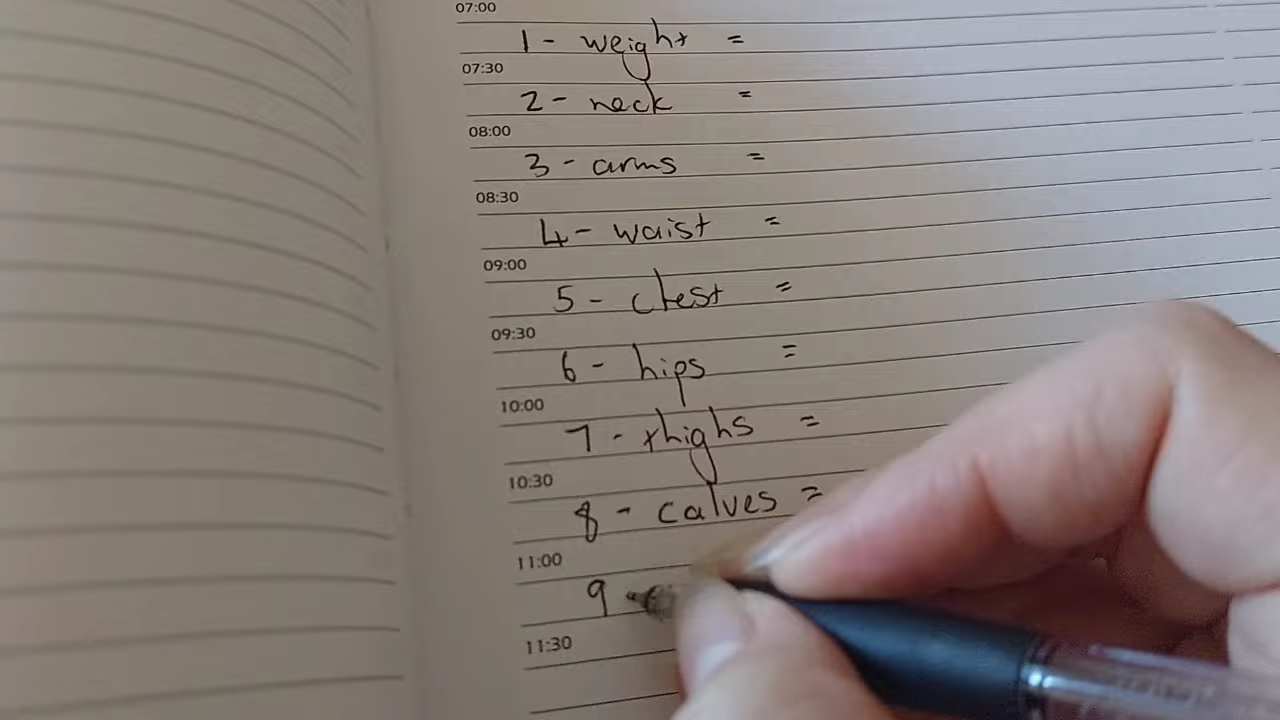 07:00
1 - weight =
07:30
2 - neck =
08:00
3 - arms =
08:30
4 - waist =
09:00
5 - chest =
09:30
6 - hips =
10:00
7 - thighs =
10:30
8 - calves =
11:00
9 -
11:30